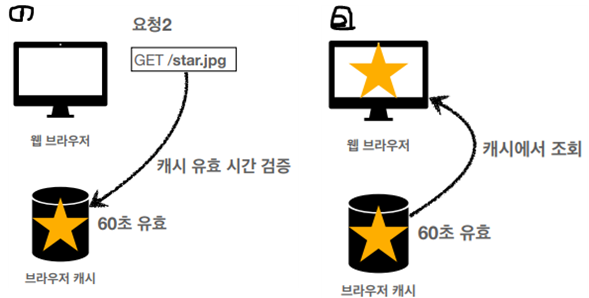 요청2
GET /star.jpg
웹 브라우저
캐시 유효 시간 검증
60초 유효
브라우저 캐시
웹 브라우저
캐시에서 조회
60초 유효
브라우저 캐시